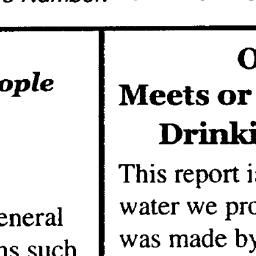 Number.
ople
eneral
ns such
O
Meets or
Drinki
This report i
water we pro
was made by